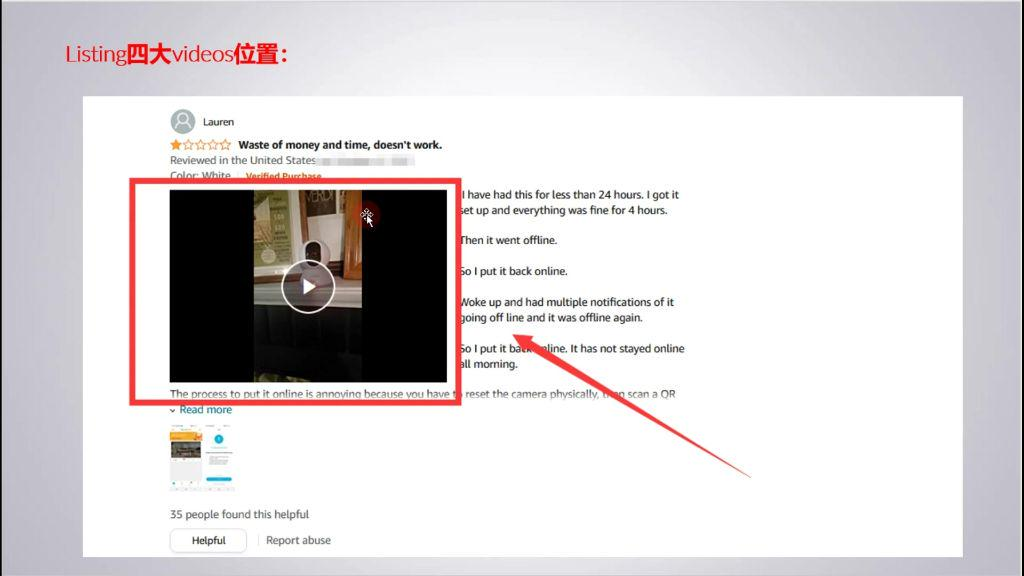 Listing四大videos位置：
Lauren
Waste of money and time, doesn't work.
Reviewed in the United States
Color: White Verified Purchase
I have had this for less than 24 hours. I got it
set up and everything was fine for 4 hours.
Then it went offline.
So I put it back online.
Woke up and had multiple notifications of it
going off line and it was offline again.
So I put it back online. It has not stayed online
all morning.
The process to put it online is annoying because you have to reset the camera physically, then scan a QR
Read more
35 people found this helpful
Helpful
Report abuse